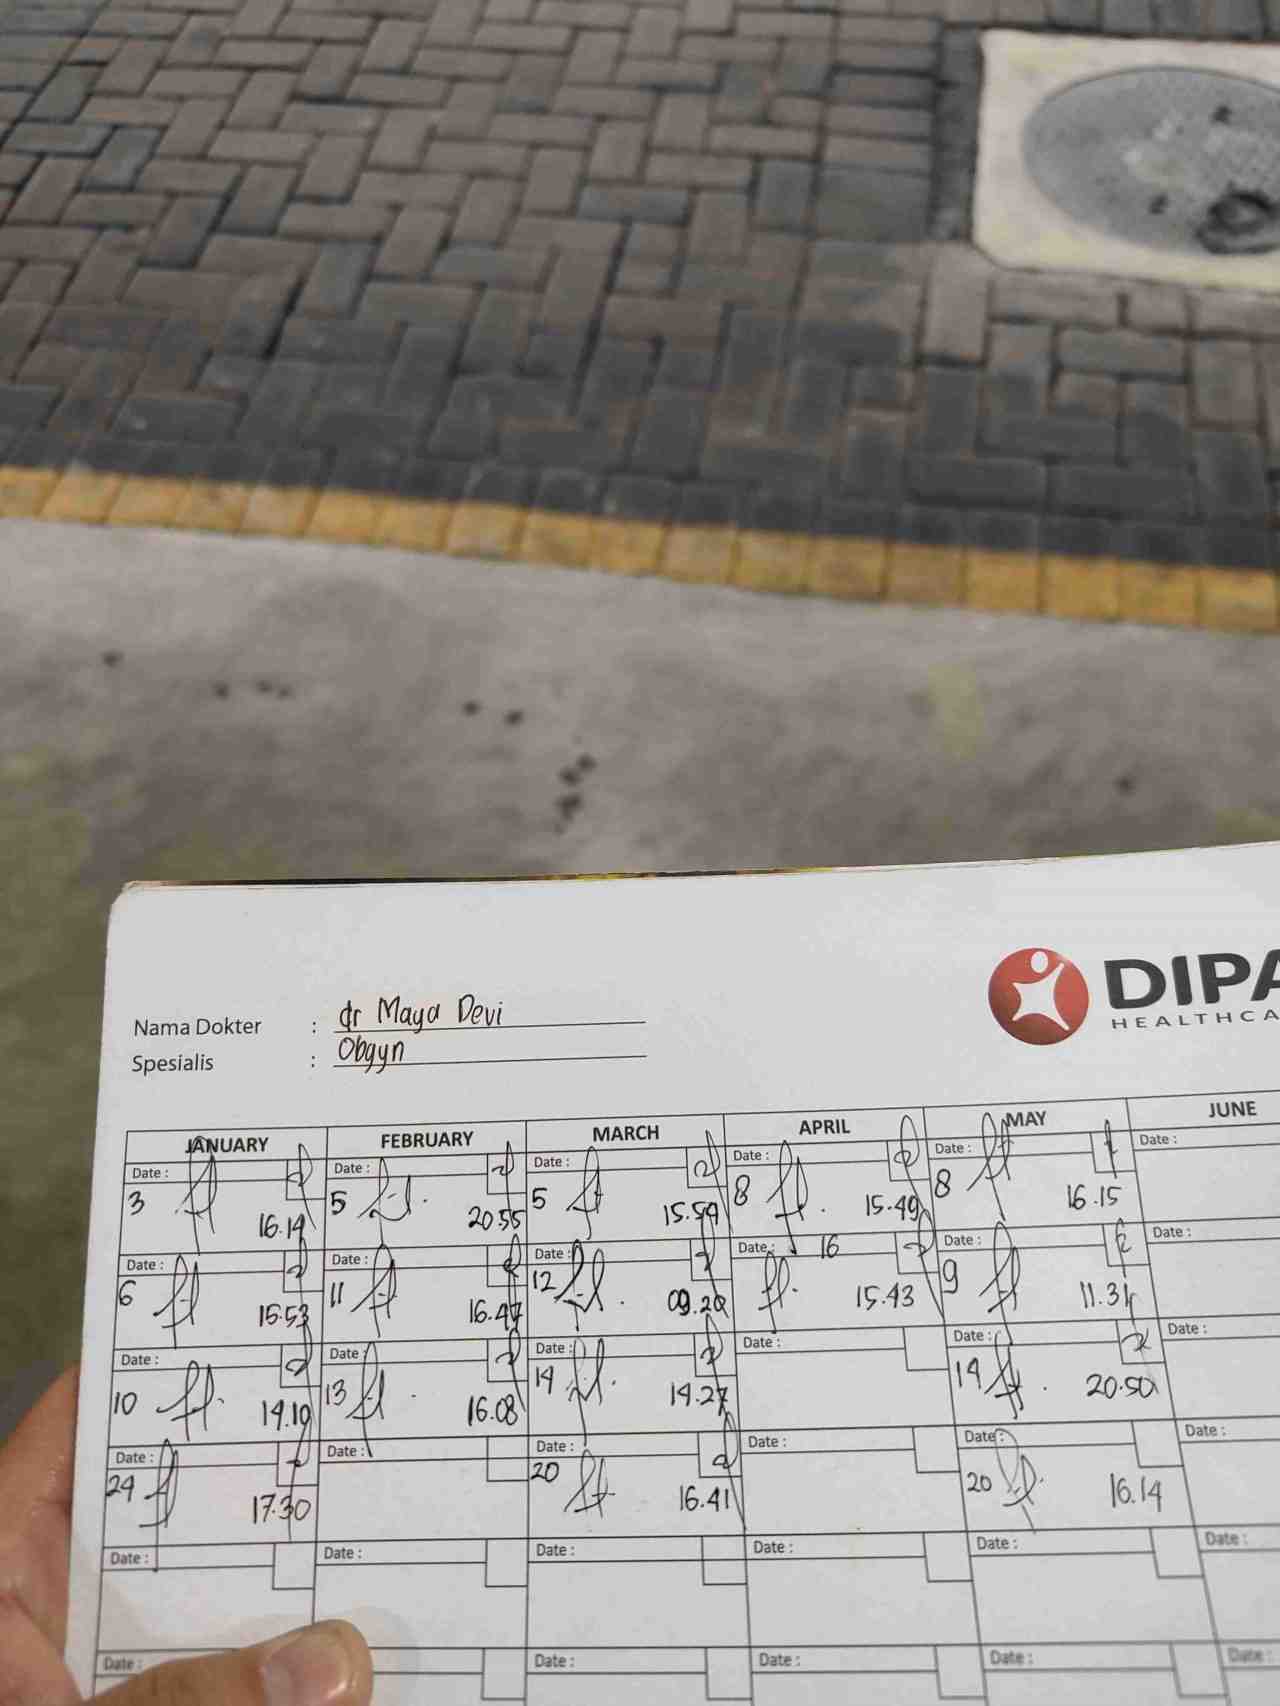 Nama Dokter : dr Maya Devi
Spesialis : Obgyn
DIPA
HEALTHCA
JANUARY FEBRUARY MARCH APRIL MAY JUNE
Date : Date : Date : Date : Date : Date :
3 16.14 5 20.55 5 15.59 8 15.49 8 16.15
Date : Date : Date : Date : 16 Date : Date :
6 15.53 11 16.47 12 09.20 15.43 9 11.31
Date : Date : Date : Date : Date : Date :
10 14.10 13 16.08 14 14.27 14 20.50
Date : Date : Date : Date : Date : Date :
24 17.30 20 16.41 20 16.14
Date : Date : Date : Date : Date : Date :
Date : Date : Date : Date : Date :